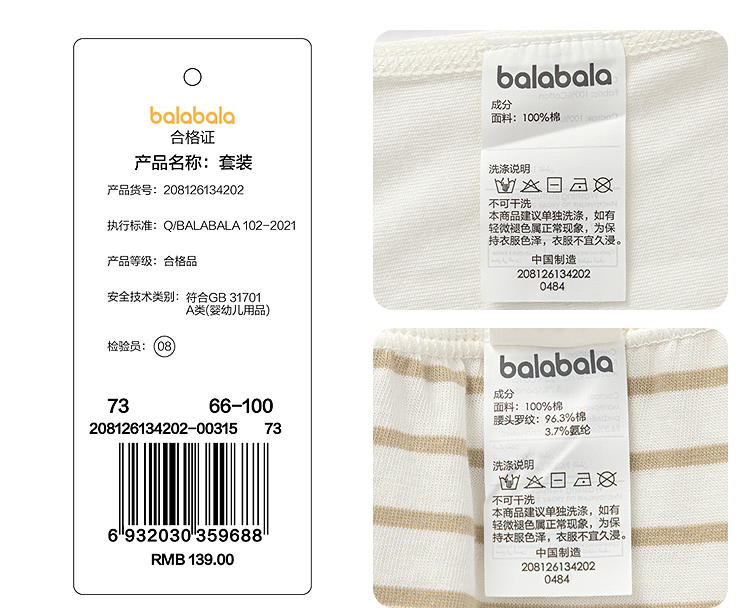 balabala
合格证
产品名称：套装
产品货号：208126134202
执行标准：Q/BALABALA 102-2021
产品等级：合格品
安全技术类别：符合GB 31701
A类(婴幼儿用品)
检验员：08
73 66-100
208126134202-00315 73
6 932030 359688
RMB 139.00
balabala
成分
面料：100%棉
洗涤说明
不可干洗
本商品建议单独洗涤，如有
轻微褪色属正常现象，为保
持衣服色泽，衣服不宜久浸。
中国制造
208126134202
0484
balabala
成分
面料：100%棉
腰头罗纹：96.3%棉
3.7%氨纶
洗涤说明
不可干洗
本商品建议单独洗涤，如有
轻微褪色属正常现象，为保
持衣服色泽，衣服不宜久浸。
中国制造
208126134202
0484